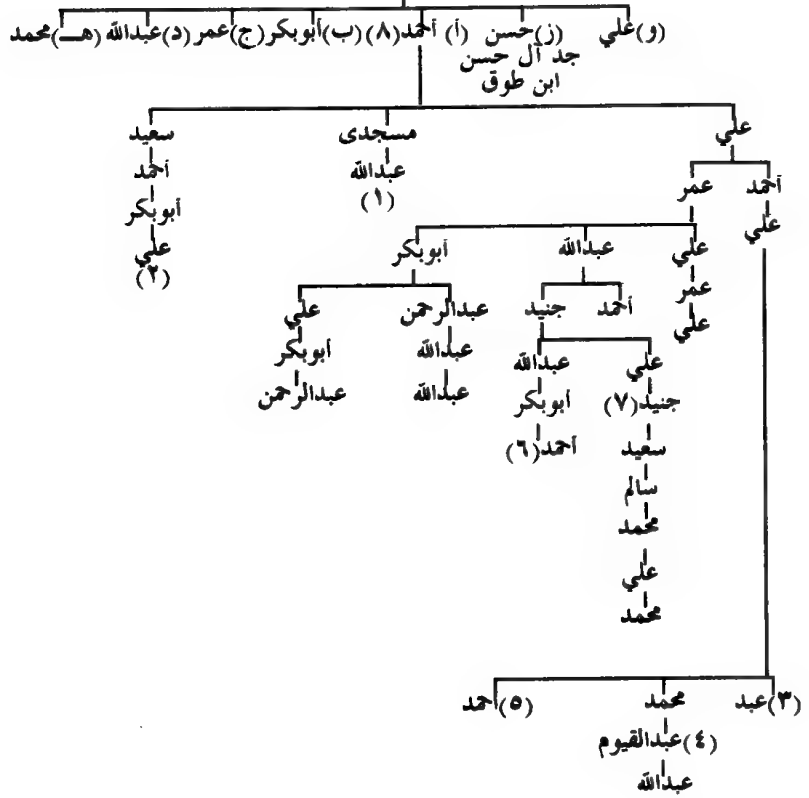 (و) علي (ز) حسن (أ) أحمد (٨) (ب) أبوبكر (ج) عمر (د) عبدالله (هـ) محمد
جد آل حسن
ابن طوق
علي مسجدى سعيد
أحمد عمر عبدالله أحمد
(١)
علي أبوبكر
علي عبدالله أبوبكر علي
(٢)
عمر أحمد جنيد عبدالرحمن علي
علي عبدالله أبوبكر
علي عبدالله
جنيد (٧) أبوبكر عبدالله عبدالرحمن
سعيد أحمد (٦)
سالم
محمد
علي
محمد
(٣) عبد محمد (٥) احمد
(٤) عبدالقيوم
عبدالله